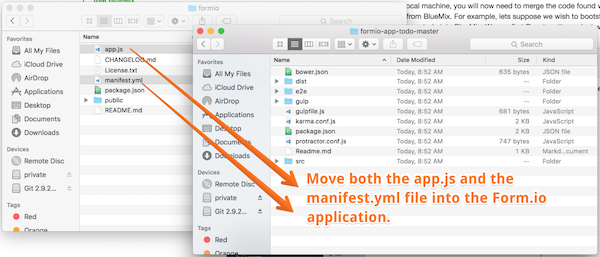 formio
ocal machine, you will now need to merge the code found v
from BlueMix. For example, lets suppose we wish to bootst
Search
Favorites
All My Files
iCloud Drive
AirDrop
Applications
Desktop
Documents
Downloads
Devices
Remote Disc
private
Git 2.9.2...
Tags
Red
Orange
app.js
CHANGELOG.md
License.txt
manifest.yml
package.json
public
README.md
formio-app-todo-master
Search
Favorites
All My Files
iCloud Drive
AirDrop
Applications
Desktop
Documents
Downloads
Devices
Remote Disc
private
Git 2.9.2...
Tags
Red
Orange
bower.json Today, 8:52 AM 635 bytes JSON file
dist Today, 8:52 AM -- Folder
e2e Today, 8:52 AM -- Folder
gulp Today, 8:52 AM -- Folder
gulpfile.js Today, 8:52 AM 681 bytes JavaScript
karma.conf.js Today, 8:52 AM 2 KB JavaScript
package.json Today, 8:52 AM 2 KB JSON file
protractor.conf.js Today, 8:52 AM 747 bytes JavaScript
Readme.md Today, 8:52 AM 1 KB Markd...ocument
src Today, 8:52 AM -- Folder
Move both the app.js and the
manifest.yml file into the Form.io
application.